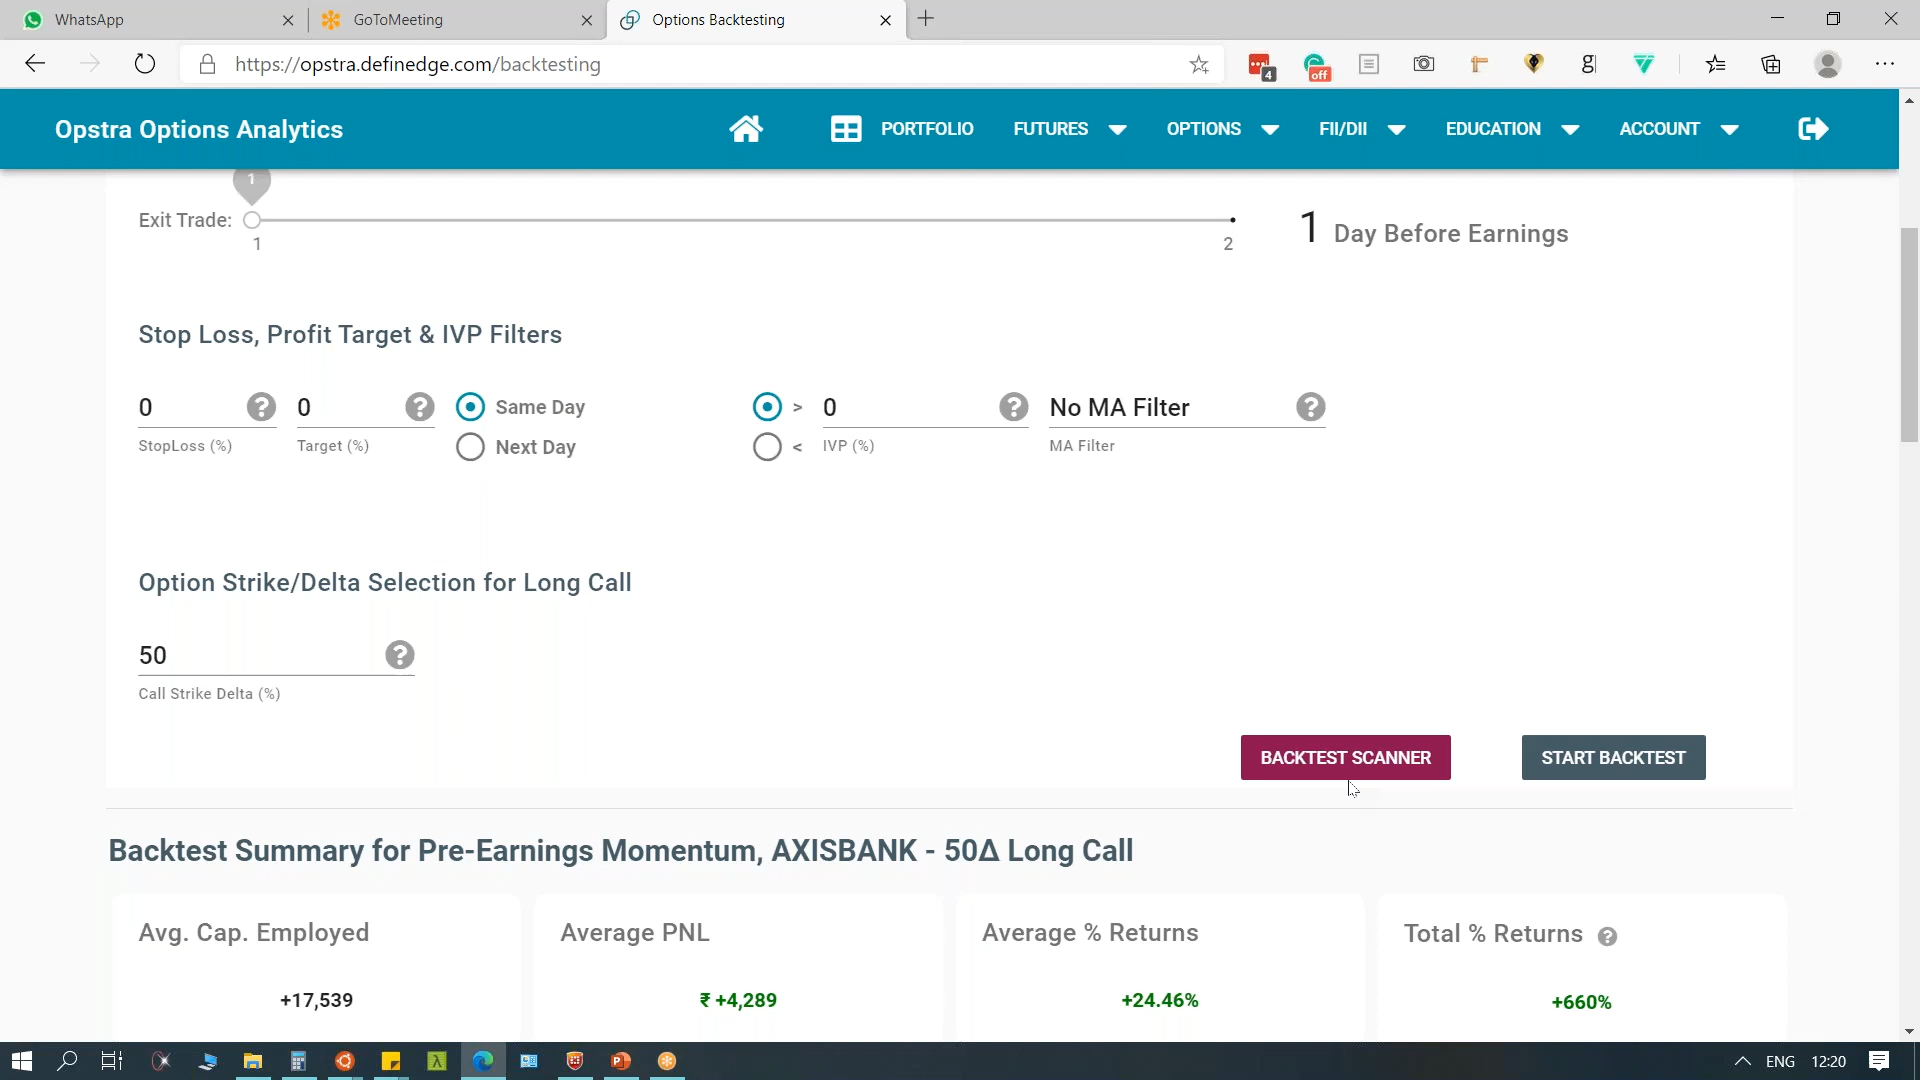 WhatsApp
GoToMeeting
Options Backtesting
https://opstra.definedge.com/backtesting
4
off
g
Opstra Options Analytics
PORTFOLIO
FUTURES
OPTIONS
FII/DII
EDUCATION
ACCOUNT
1
Exit Trade:
1
2
1 Day Before Earnings
Stop Loss, Profit Target & IVP Filters
0
StopLoss (%)
0
Target (%)
Same Day
Next Day
>
<
0
IVP (%)
No MA Filter
MA Filter
Option Strike/Delta Selection for Long Call
50
Call Strike Delta (%)
BACKTEST SCANNER
START BACKTEST
Backtest Summary for Pre-Earnings Momentum, AXISBANK - 50Δ Long Call
Avg. Cap. Employed
+17,539
Average PNL
₹ +4,289
Average % Returns
+24.46%
Total % Returns
+660%
ENG
12:20